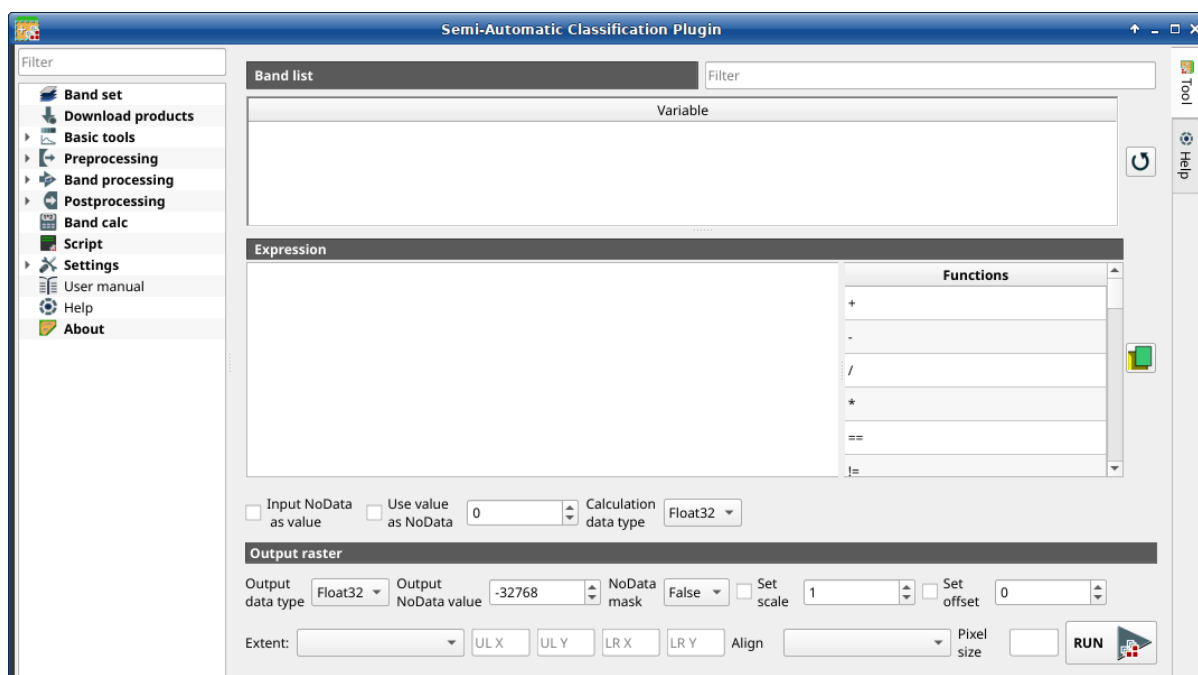 Semi-Automatic Classification Plugin
Filter
Band set
Download products
Basic tools
Preprocessing
Band processing
Postprocessing
Band calc
Script
Settings
User manual
Help
About
Band list
Filter
Variable
Expression
Functions
+
-
/
*
==
!=
Input NoData
as value
Use value
as NoData
0
Calculation
data type
Float32
Output raster
Output
data type
Float32
Output
NoData value
-32768
NoData
mask
False
Set
scale
1
Set
offset
0
Extent:
UL X
UL Y
LR X
LR Y
Align
Pixel
size
RUN
Tool
Help